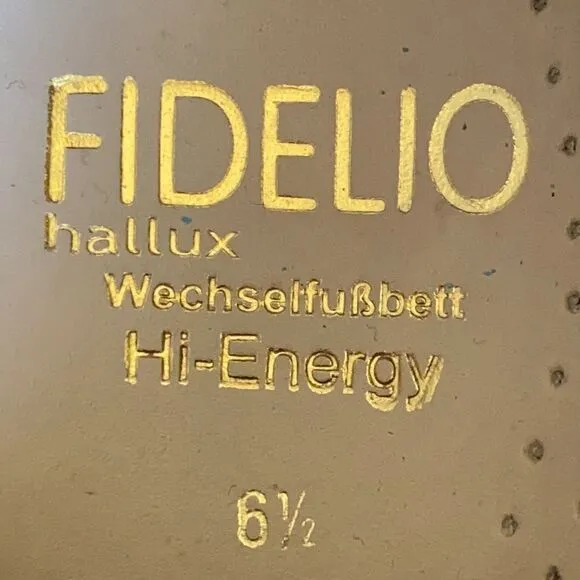 FIDELIO
hallux
Wechselfußbett
Hi-Energy
6½